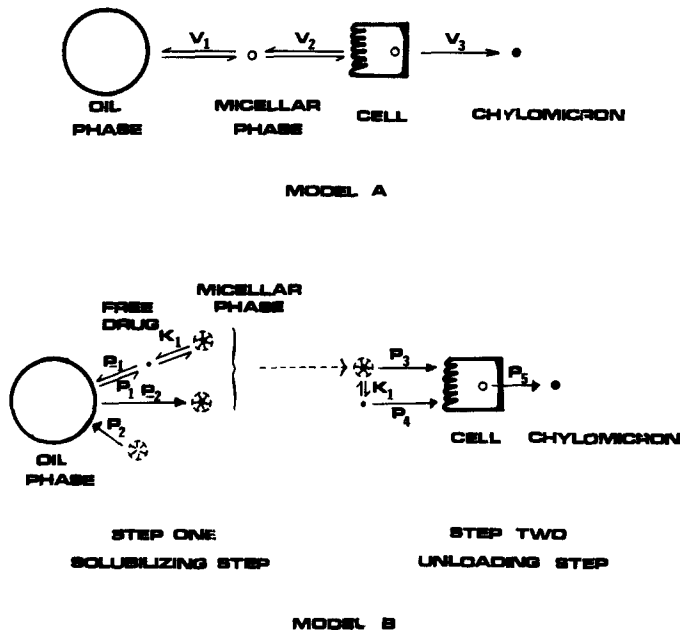 V1 V2 V3
OIL PHASE
MICELLAR PHASE
CELL
CHYLOMICRON
MODEL A
FREE DRUG
MICELLAR PHASE
K1
P1
P1 P2
P2
OIL PHASE
P3
K1
P4
P5
CELL
CHYLOMICRON
STEP ONE
SOLUBILIZING STEP
STEP TWO
UNLOADING STEP
MODEL B